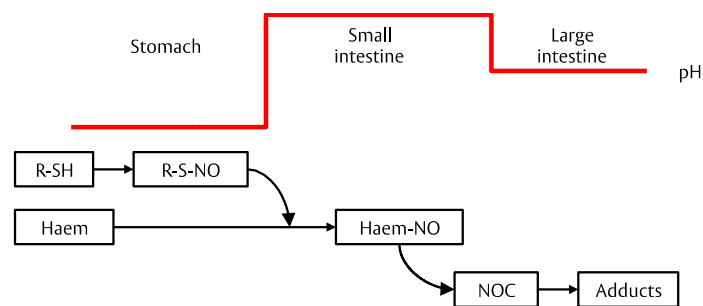 Stomach
Small
intestine
Large
intestine
pH
R-SH
R-S-NO
Haem
Haem-NO
NOC
Adducts